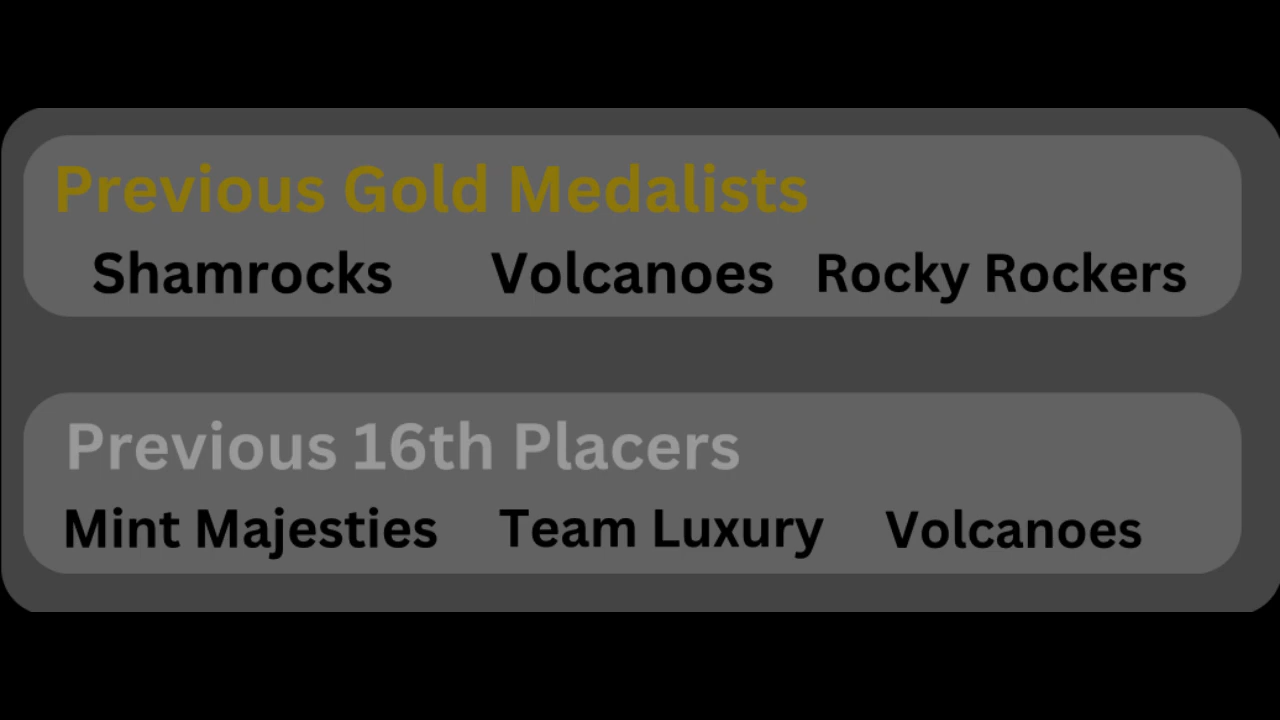 Previous Gold Medalists
Shamrocks Volcanoes Rocky Rockers
Previous 16th Placers
Mint Majesties Team Luxury Volcanoes